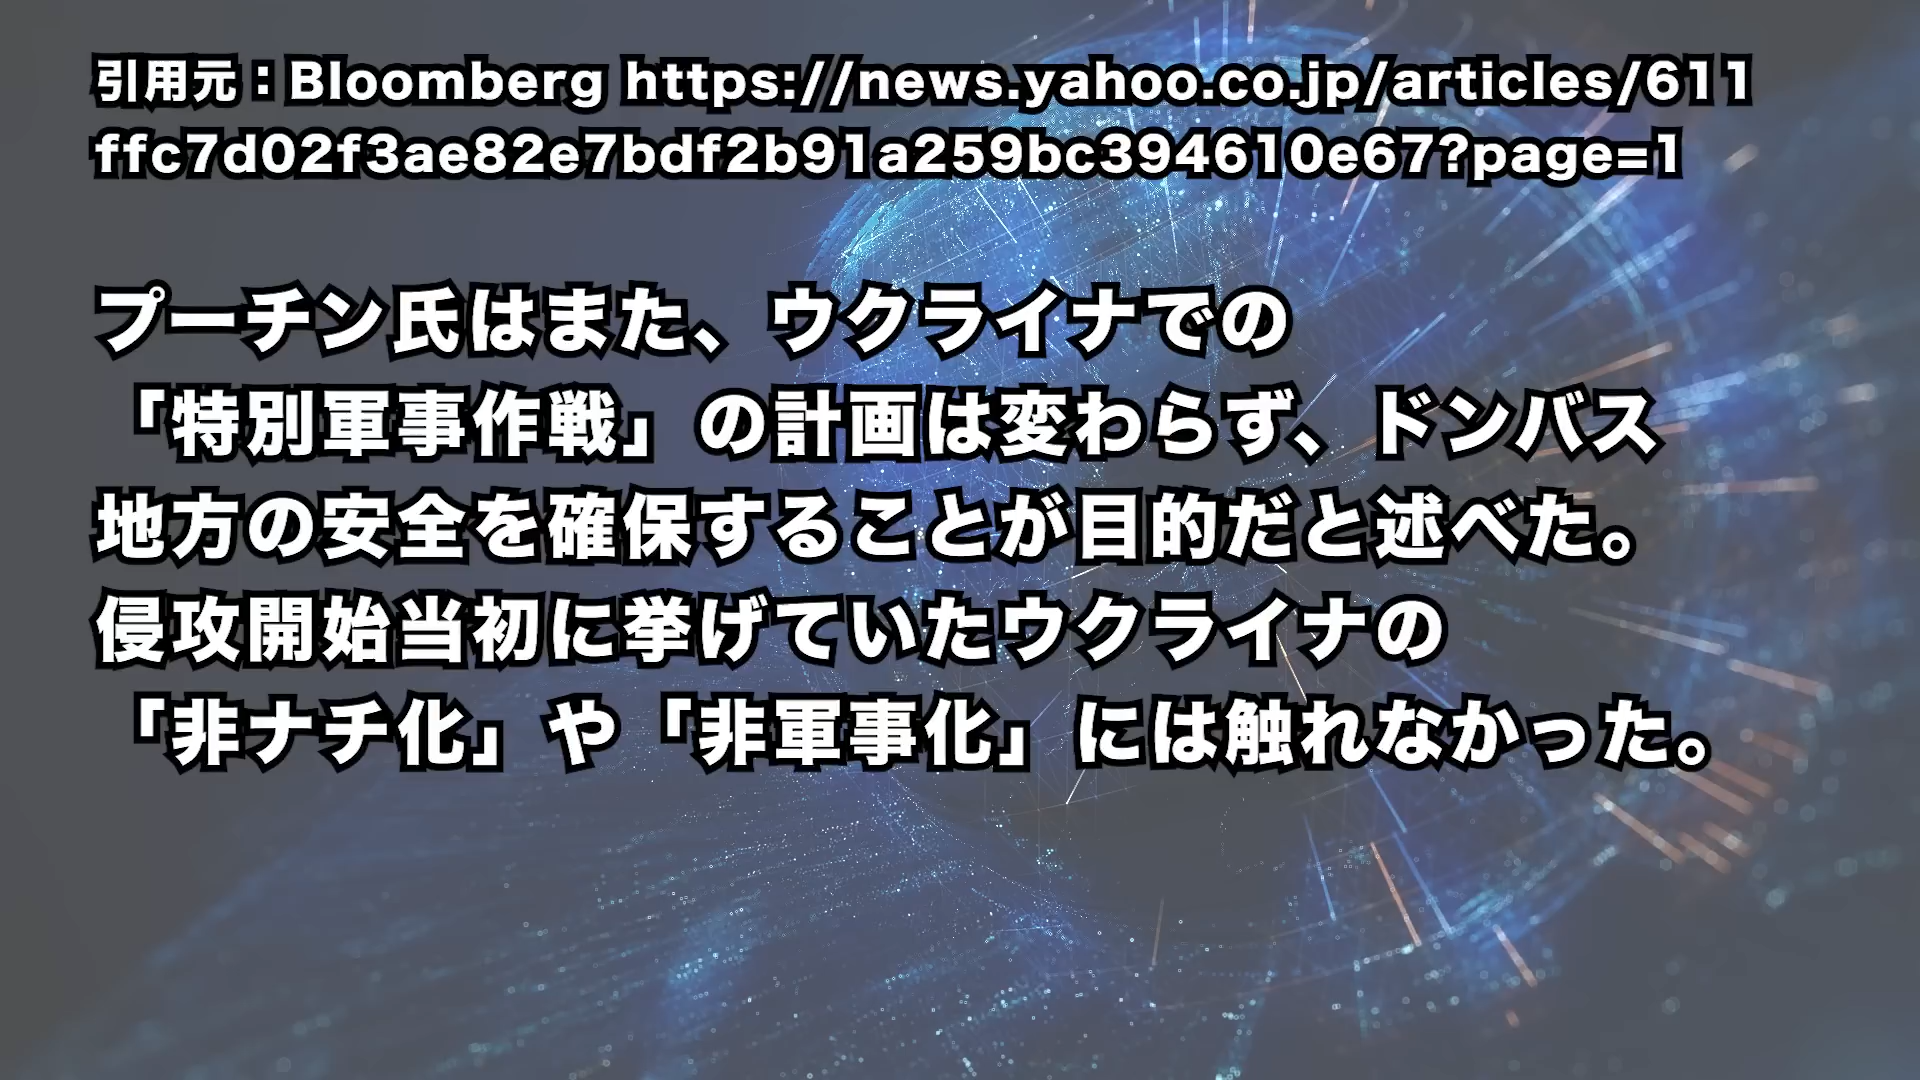 引用元：Bloomberg https://news.yahoo.co.jp/articles/611
ffc7d02f3ae82e7bdf2b91a259bc394610e67?page=1
プーチン氏はまた、ウクライナでの
「特別軍事作戦」の計画は変わらず、ドンバス
地方の安全を確保することが目的だと述べた。
侵攻開始当初に挙げていたウクライナの
「非ナチ化」や「非軍事化」には触れなかった。